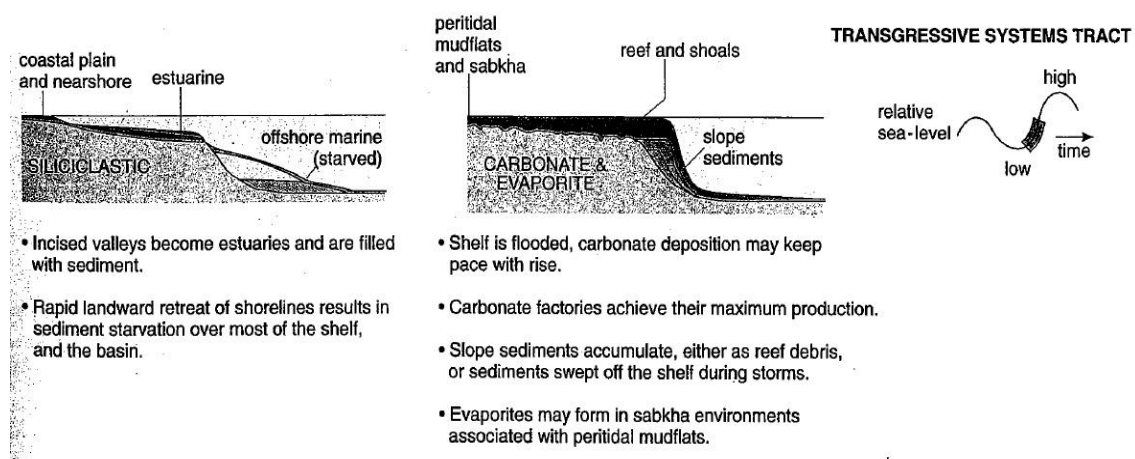 coastal plain
and nearshore
estuarine
offshore marine
(starved)
SILICICLASTIC
• Incised valleys become estuaries and are filled
with sediment.
• Rapid landward retreat of shorelines results in
sediment starvation over most of the shelf,
and the basin.
peritidal
mudflats
and sabkha
reef and shoals
slope
sediments
CARBONATE &
EVAPORITE
• Shelf is flooded, carbonate deposition may keep
pace with rise.
• Carbonate factories achieve their maximum production.
• Slope sediments accumulate, either as reef debris,
or sediments swept off the shelf during storms.
• Evaporites may form in sabkha environments
associated with peritidal mudflats.
TRANSGRESSIVE SYSTEMS TRACT
high
relative
sea-level
low
time